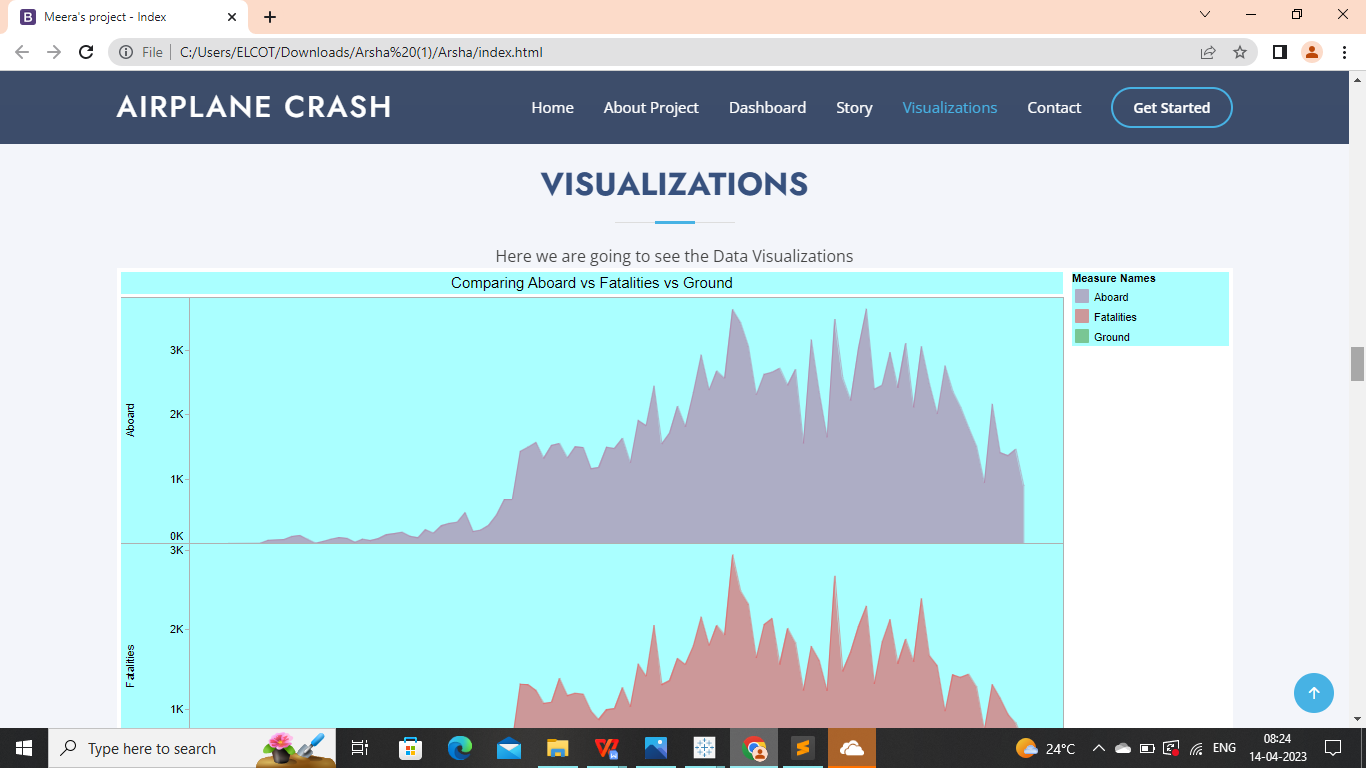 Meera's project - Index
File
C:/Users/ELCOT/Downloads/Arsha%20(1)/Arsha/index.html
AIRPLANE CRASH
Home
About Project
Dashboard
Story
Visualizations
Contact
Get Started
VISUALIZATIONS
Here we are going to see the Data Visualizations
Comparing Aboard vs Fatalities vs Ground
Measure Names
Aboard
Fatalities
Ground
3K
2K
1K
0K
Aboard
3K
2K
1K
Fatalities
Type here to search
24°C
ENG
08:24
14-04-2023